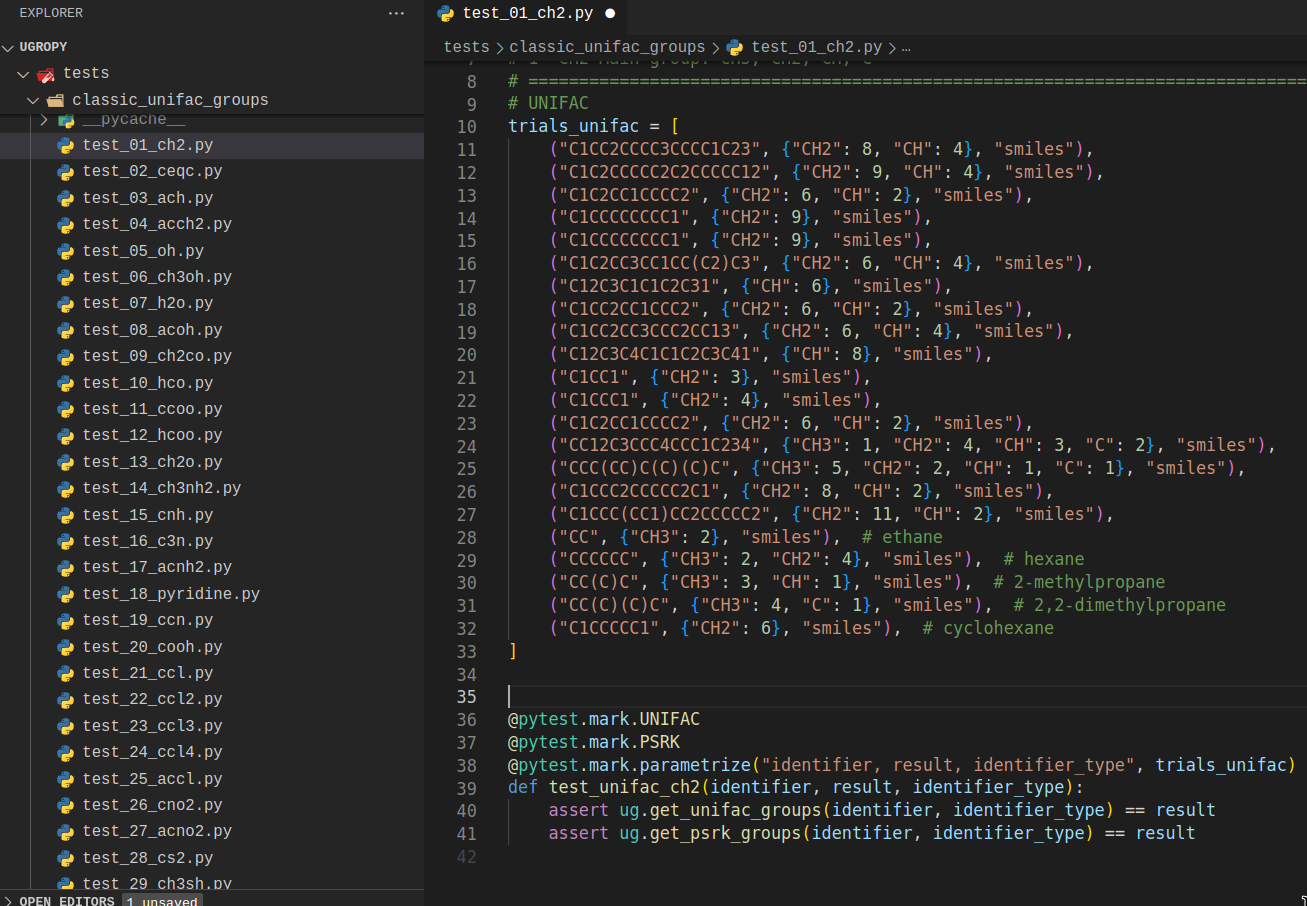 EXPLORER
UGROPY
tests
classic_unifac_groups
__pycache__
test_01_ch2.py
test_02_ceqc.py
test_03_ach.py
test_04_acch2.py
test_05_oh.py
test_06_ch3oh.py
test_07_h2o.py
test_08_acoh.py
test_09_ch2co.py
test_10_hco.py
test_11_ccoo.py
test_12_hcoo.py
test_13_ch2o.py
test_14_ch3nh2.py
test_15_cnh.py
test_16_c3n.py
test_17_acnh2.py
test_18_pyridine.py
test_19_ccn.py
test_20_cooh.py
test_21_ccl.py
test_22_ccl2.py
test_23_ccl3.py
test_24_ccl4.py
test_25_accl.py
test_26_cno2.py
test_27_acno2.py
test_28_cs2.py
test_29_ch3sh.py
OPEN EDITORS 1 unsaved
test_01_ch2.py
tests > classic_unifac_groups > test_01_ch2.py > …
8 # =============================================================================
9 # UNIFAC
10 trials_unifac = [
11 ("C1CC2CCCC3CCCC1C23", {"CH2": 8, "CH": 4}, "smiles"),
12 ("C1C2CCCCC2C2CCCCC12", {"CH2": 9, "CH": 4}, "smiles"),
13 ("C1C2CC1CCCC2", {"CH2": 6, "CH": 2}, "smiles"),
14 ("C1CCCCCCCC1", {"CH2": 9}, "smiles"),
15 ("C1CCCCCCCC1", {"CH2": 9}, "smiles"),
16 ("C1C2CC3CC1CC(C2)C3", {"CH2": 6, "CH": 4}, "smiles"),
17 ("C12C3C1C1C2C31", {"CH": 6}, "smiles"),
18 ("C1CC2CC1CCC2", {"CH2": 6, "CH": 2}, "smiles"),
19 ("C1CC2CC3CCC2CC13", {"CH2": 6, "CH": 4}, "smiles"),
20 ("C12C3C4C1C1C2C3C41", {"CH": 8}, "smiles"),
21 ("C1CC1", {"CH2": 3}, "smiles"),
22 ("C1CCC1", {"CH2": 4}, "smiles"),
23 ("C1C2CC1CCCC2", {"CH2": 6, "CH": 2}, "smiles"),
24 ("CC12C3CCC4CCC1C234", {"CH3": 1, "CH2": 4, "CH": 3, "C": 2}, "smiles"),
25 ("CCC(CC)C(C)(C)C", {"CH3": 5, "CH2": 2, "CH": 1, "C": 1}, "smiles"),
26 ("C1CCC2CCCCC2C1", {"CH2": 8, "CH": 2}, "smiles"),
27 ("C1CCC(CC1)CC2CCCCC2", {"CH2": 11, "CH": 2}, "smiles"),
28 ("CC", {"CH3": 2}, "smiles"), # ethane
29 ("CCCCCC", {"CH3": 2, "CH2": 4}, "smiles"), # hexane
30 ("CC(C)C", {"CH3": 3, "CH": 1}, "smiles"), # 2-methylpropane
31 ("CC(C)(C)C", {"CH3": 4, "C": 1}, "smiles"), # 2,2-dimethylpropane
32 ("C1CCCCC1", {"CH2": 6}, "smiles"), # cyclohexane
33 ]
34
35
36 @pytest.mark.UNIFAC
37 @pytest.mark.PSRK
38 @pytest.mark.parametrize("identifier, result, identifier_type", trials_unifac)
39 def test_unifac_ch2(identifier, result, identifier_type):
40 assert ug.get_unifac_groups(identifier, identifier_type) == result
41 assert ug.get_psrk_groups(identifier, identifier_type) == result
42